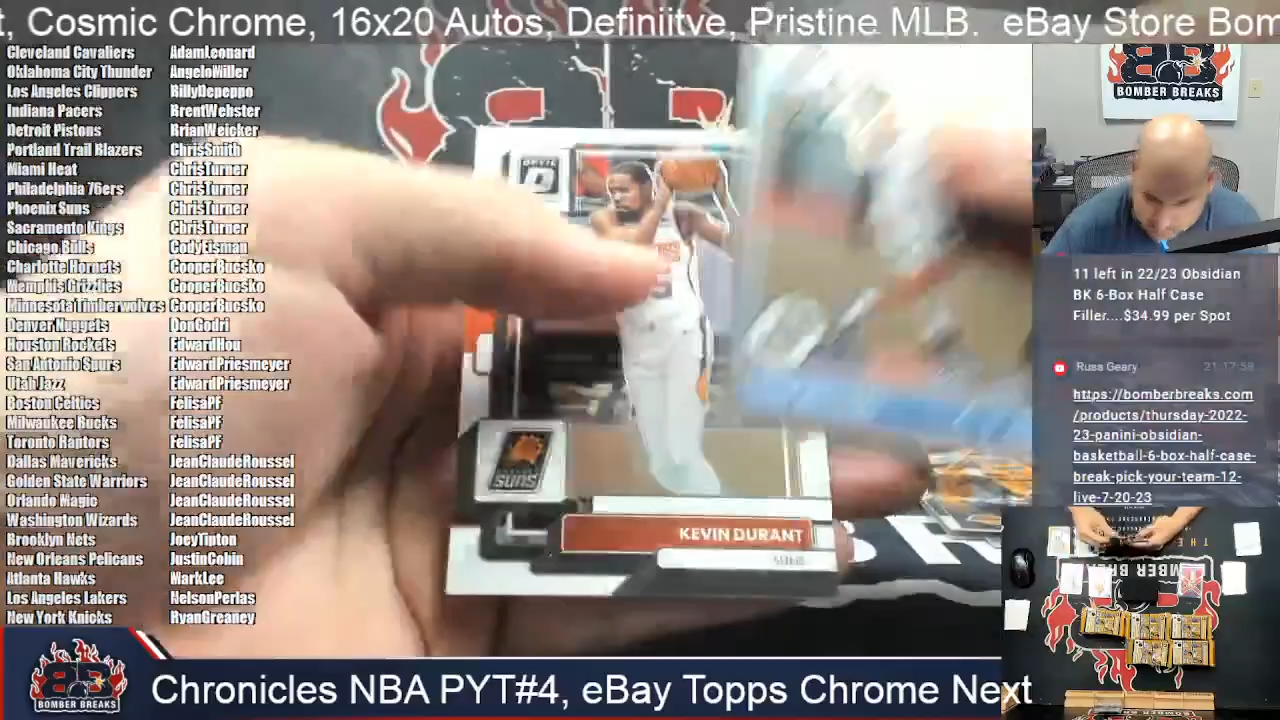 t, Cosmic Chrome, 16x20 Autos, Definiitve, Pristine MLB.  eBay Store Bom
Cleveland Cavaliers AdamLeonard
Oklahoma City Thunder AngeloMiller
Los Angeles Clippers BillyDepeppo
Indiana Pacers BrentWebster
Detroit Pistons BrianWeicker
Portland Trail Blazers ChrisSmith
Miami Heat ChrisTurner
Philadelphia 76ers ChrisTurner
Phoenix Suns ChrisTurner
Sacramento Kings ChrisTurner
Chicago Bulls CodyEisman
Charlotte Hornets CooperBucsko
Memphis Grizzlies CooperBucsko
Minnesota Timberwolves CooperBucsko
Denver Nuggets DonGodri
Houston Rockets EdwardHou
San Antonio Spurs EdwardPriesmeyer
Utah Jazz EdwardPriesmeyer
Boston Celtics FelisaPF
Milwaukee Bucks FelisaPF
Toronto Raptors FelisaPF
Dallas Mavericks JeanClaudeRoussel
Golden State Warriors JeanClaudeRoussel
Orlando Magic JeanClaudeRoussel
Washington Wizards JeanClaudeRoussel
Brooklyn Nets JoeyTipton
New Orleans Pelicans JustinCobin
Atlanta Hawks MarkLee
Los Angeles Lakers NelsonPerlas
New York Knicks RyanGreaney
SUNS
KEVIN DURANT
BOMBER BREAKS
11 left in 22/23 Obsidian
BK 6-Box Half Case
Filler....$34.99 per Spot
Russ Geary 21:17:58
https://bomberbreaks.com
/products/thursday-2022-
23-panini-obsidian-
basketball-6-box-half-case-
break-pick-your-team-12-
live-7-20-23
BOMBER BREAKS
Chronicles NBA PYT#4, eBay Topps Chrome Next